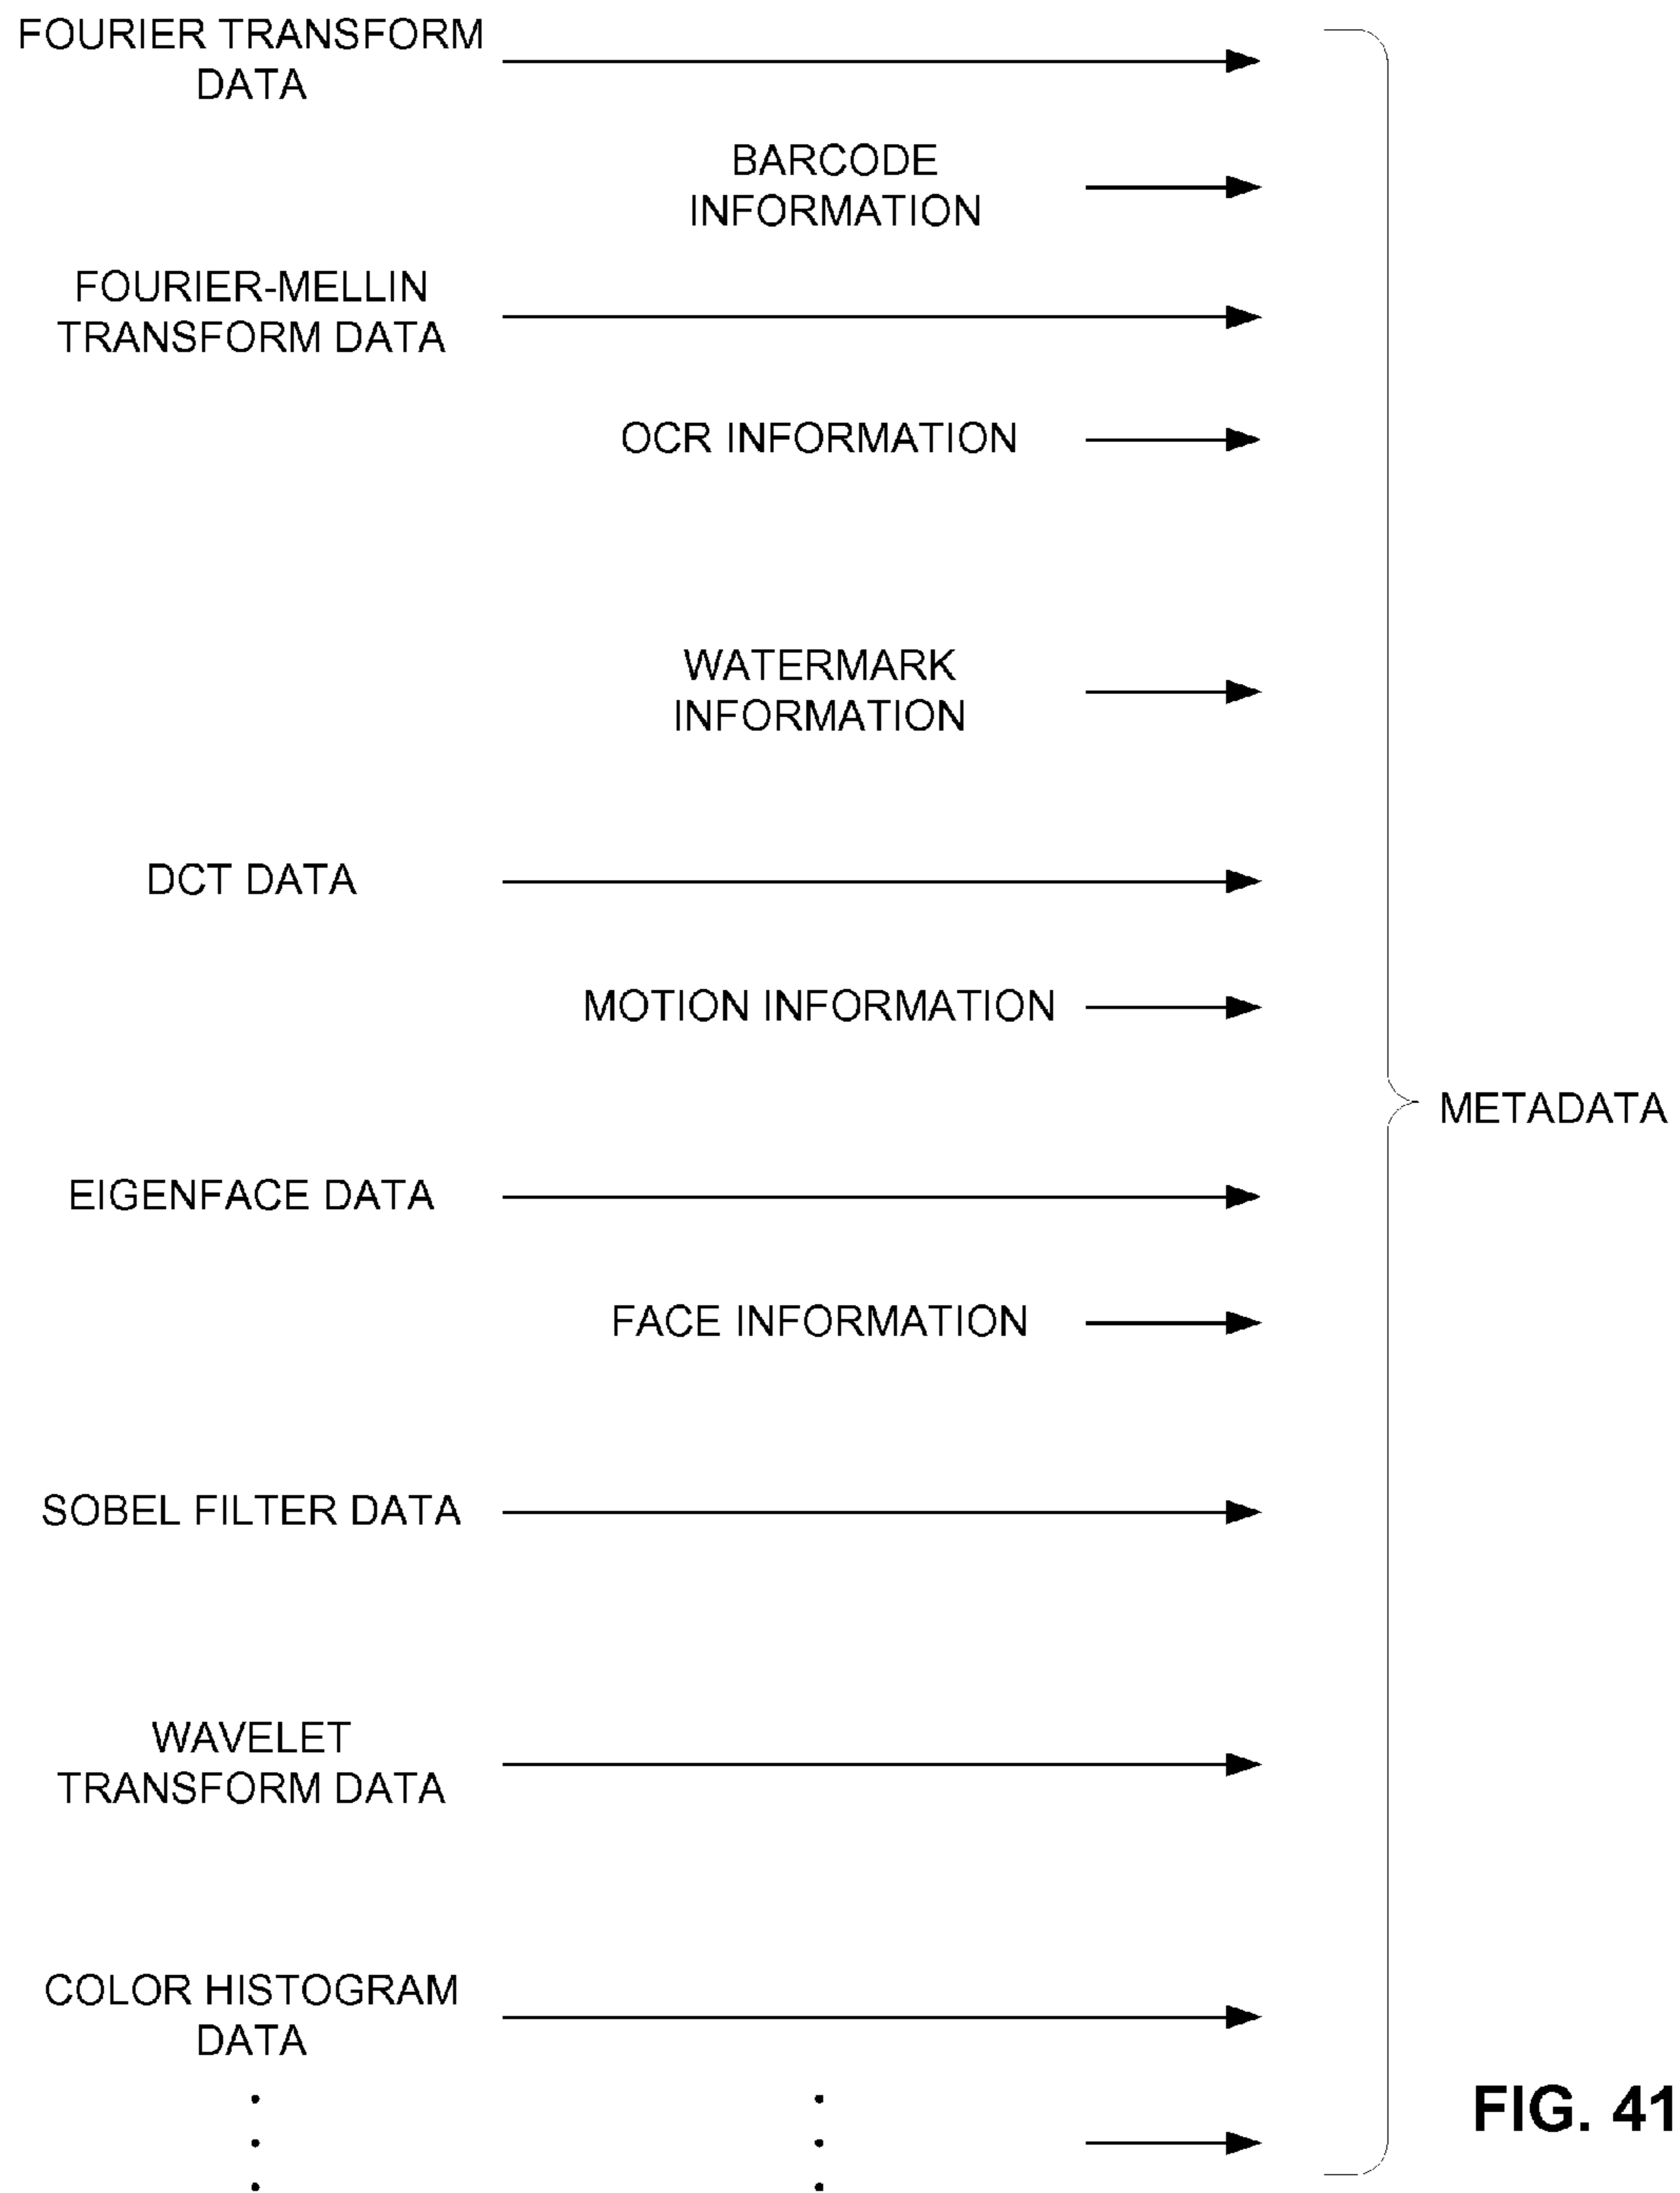 FOURIER TRANSFORM
DATA
BARCODE
INFORMATION
FOURIER-MELLIN
TRANSFORM DATA
OCR INFORMATION
WATERMARK
INFORMATION
DCT DATA
MOTION INFORMATION
METADATA
EIGENFACE DATA
FACE INFORMATION
SOBEL FILTER DATA
WAVELET
TRANSFORM DATA
COLOR HISTOGRAM
DATA
FIG. 41